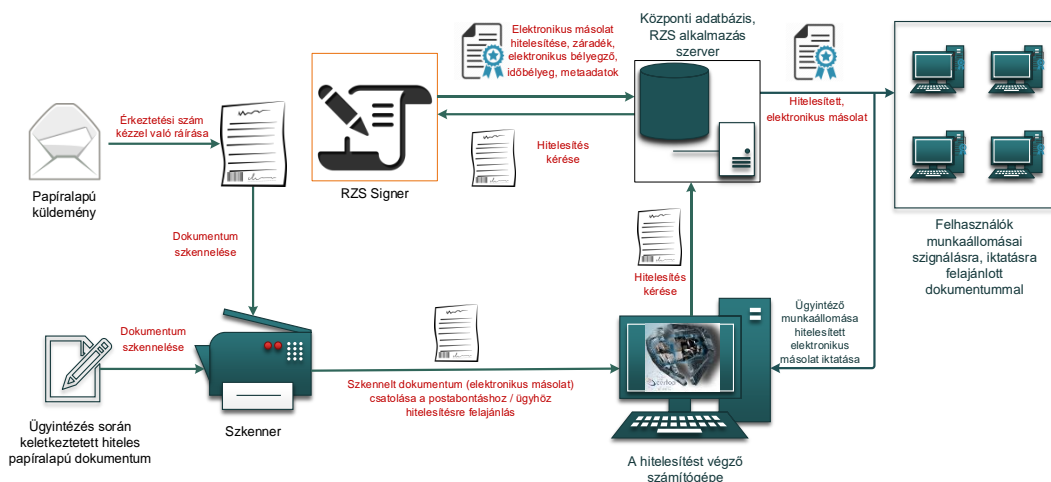 Elektronikus másolat
hitelesítése, záradék,
elektronikus bélyegző,
időbélyeg, metaadatok
Központi adatbázis,
RZS alkalmazás
szerver
Érkeztetési szám
kézzel való ráírása
Hitelesítés
kérése
Hitelesített,
elektronikus másolat
Papíralapú
küldemény
RZS Signer
Dokumentum
szkennelése
Felhasználók
munkaállomásai
szignálásra, iktatásra
felajánlott
dokumentummal
Hitelesítés
kérése
Ügyintéző
munkaállomása
hitelesített
elektronikus
másolat iktatása
Dokumentum
szkennelése
Szkennelt dokumentum (elektronikus másolat)
csatolása a postabontáshoz / ügyhöz
hitelesítésre felajánlás
Ügyintézés során
keletkeztetett hiteles
papíralapú dokumentum
Szkenner
A hitelesítést végző
számítógépe